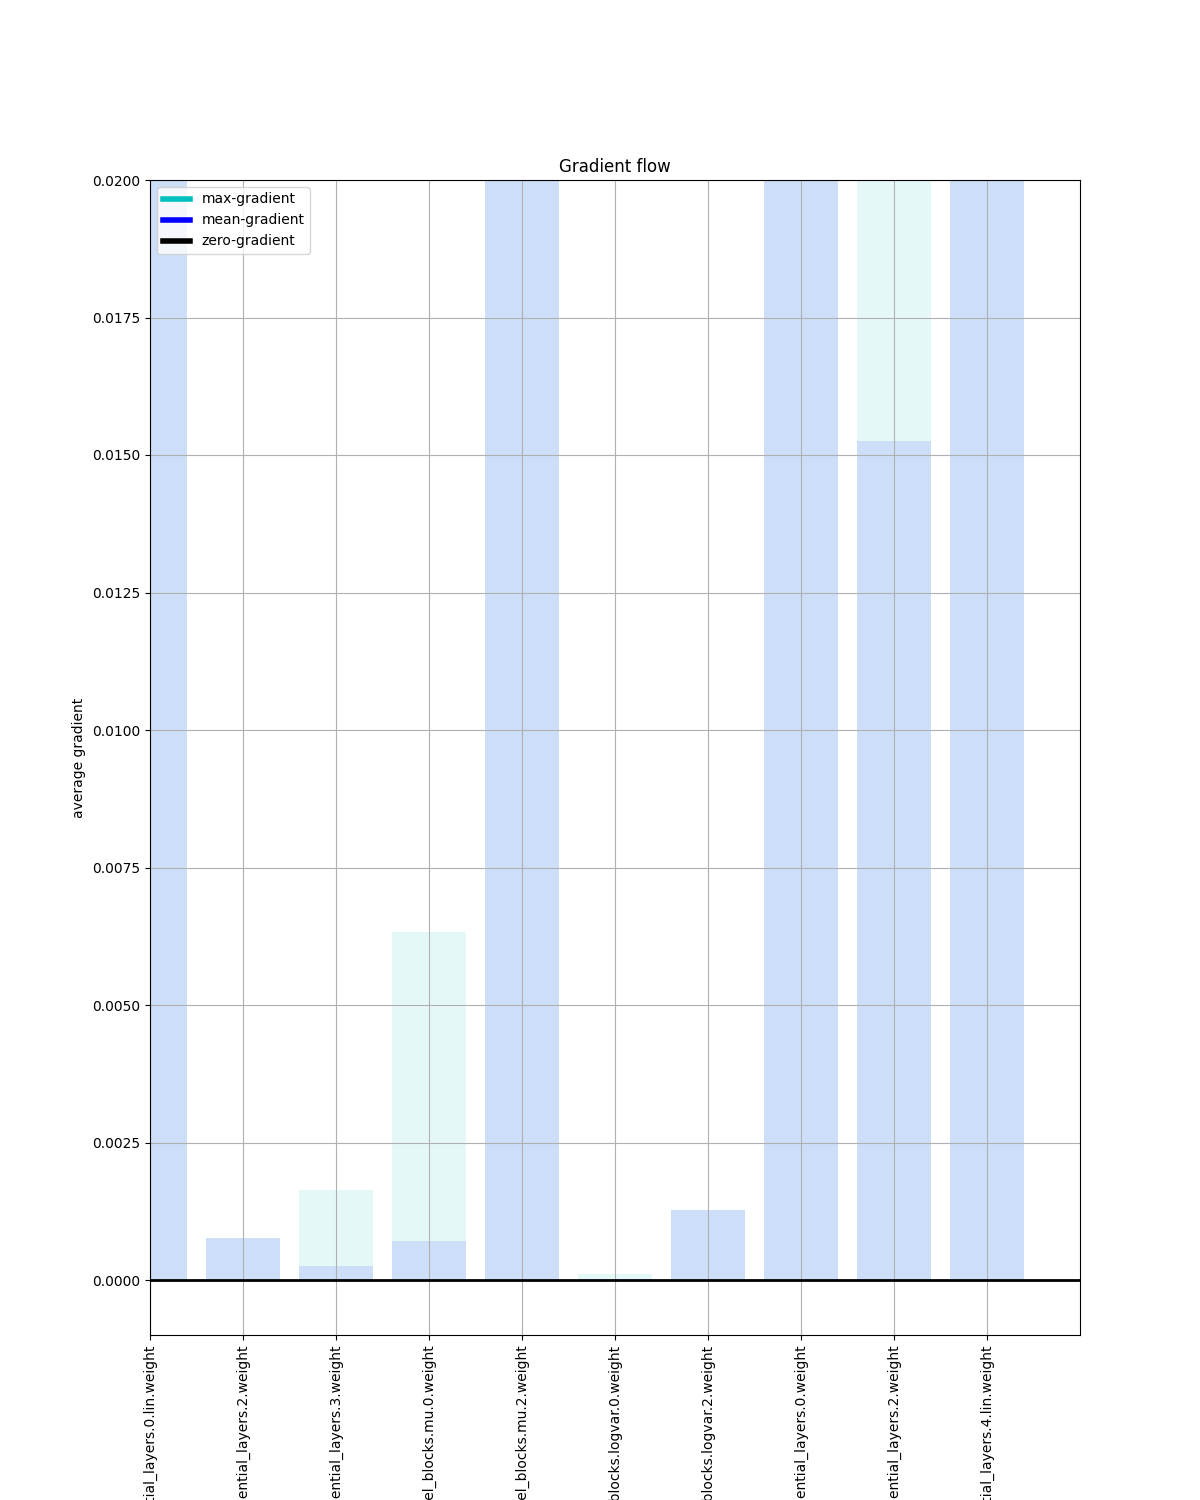 Gradient flow
max-gradient
mean-gradient
zero-gradient
0.0200
0.0175
0.0150
0.0125
0.0100
0.0075
0.0050
0.0025
0.0000
average gradient
tial_layers.0.lin.weight
ential_layers.2.weight
ential_layers.3.weight
el_blocks.mu.0.weight
el_blocks.mu.2.weight
blocks.logvar.0.weight
blocks.logvar.2.weight
ential_layers.0.weight
ential_layers.2.weight
tial_layers.4.lin.weight